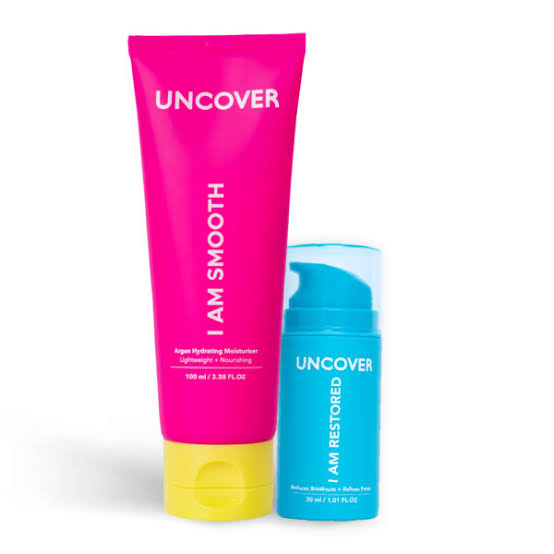 UNCOVER
I AM SMOOTH
Argan Hydrating Moisturiser
Lightweight + Nourishing
100 ml / 3.38 FL.OZ
UNCOVER
I AM RESTORED
Reduces Breakouts + Refines Pores
30 ml / 1.01 FL.OZ